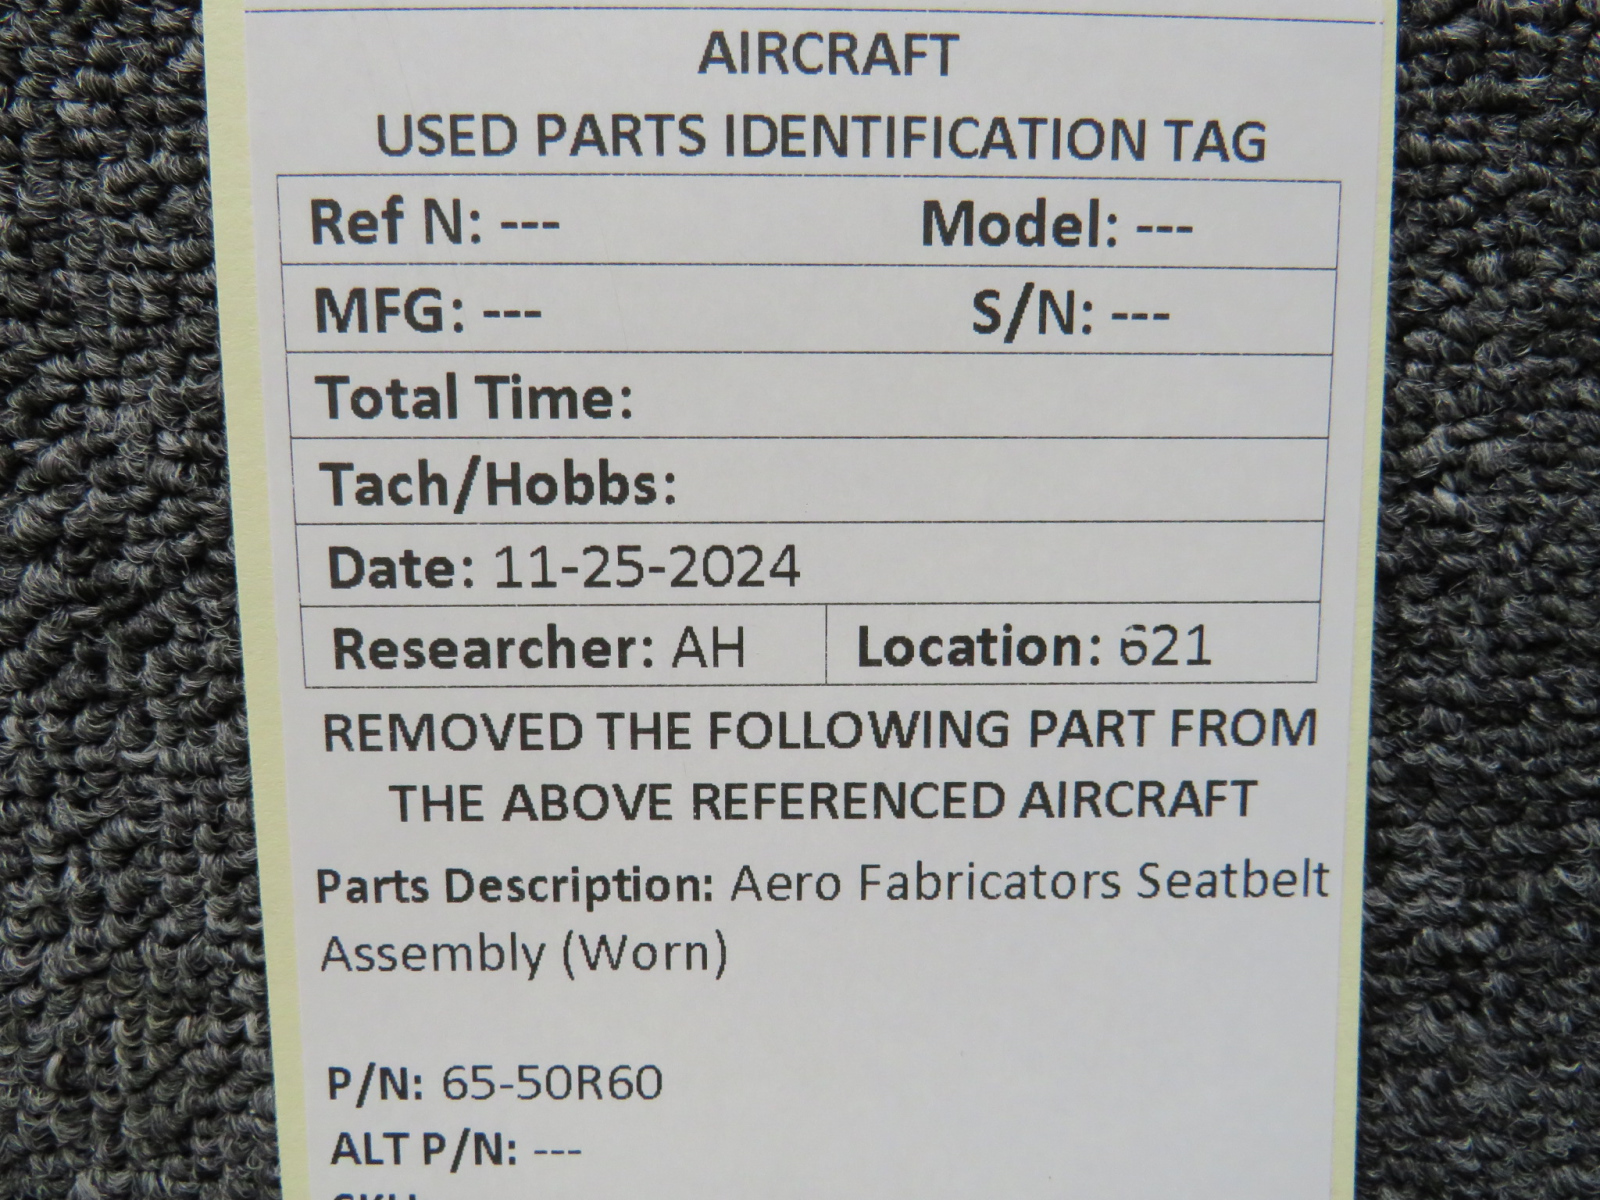 AIRCRAFT
USED PARTS IDENTIFICATION TAG
Ref N: --- Model: ---
MFG: --- S/N: ---
Total Time:
Tach/Hobbs:
Date: 11-25-2024
Researcher: AH Location: 621
REMOVED THE FOLLOWING PART FROM
THE ABOVE REFERENCED AIRCRAFT
Parts Description: Aero Fabricators Seatbelt
Assembly (Worn)
P/N: 65-50R60
ALT P/N: ---